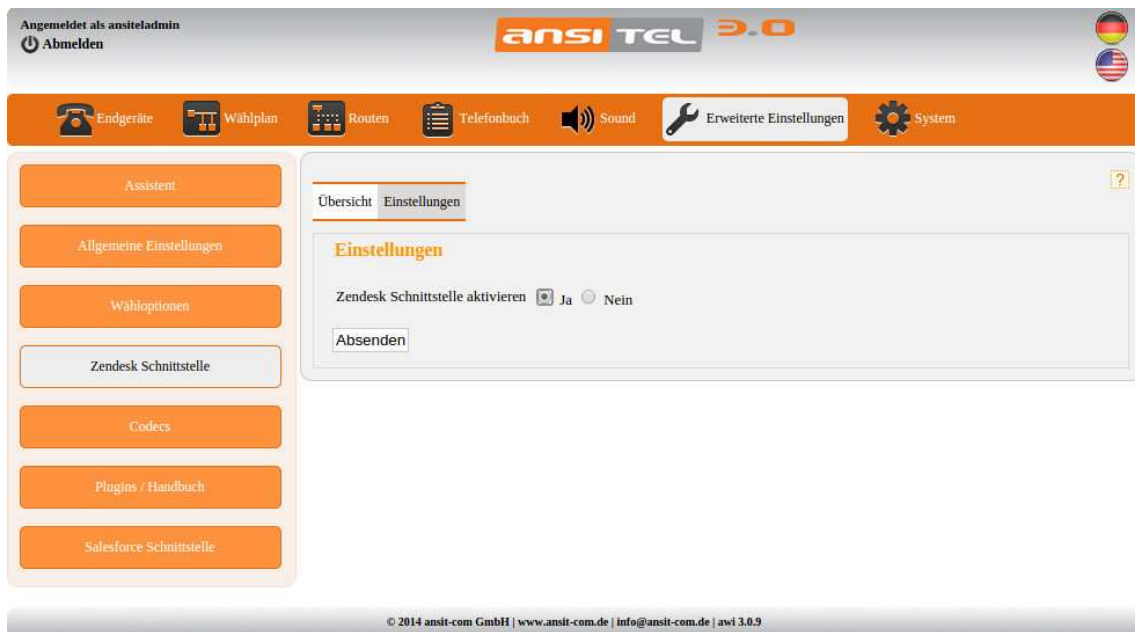 Angemeldet als ansiteladmin
Abmelden
ansi TEL 3.0
Endgeräte Wählplan Routen Telefonbuch Sound Erweiterte Einstellungen System
Assistent
Allgemeine Einstellungen
Wähloptionen
Zendesk Schnittstelle
Codecs
Plugins / Handbuch
Salesforce Schnittstelle
?
Übersicht Einstellungen
Einstellungen
Zendesk Schnittstelle aktivieren Ja Nein
Absenden
© 2014 ansit-com GmbH | www.ansit-com.de | info@ansit-com.de | awi 3.0.9